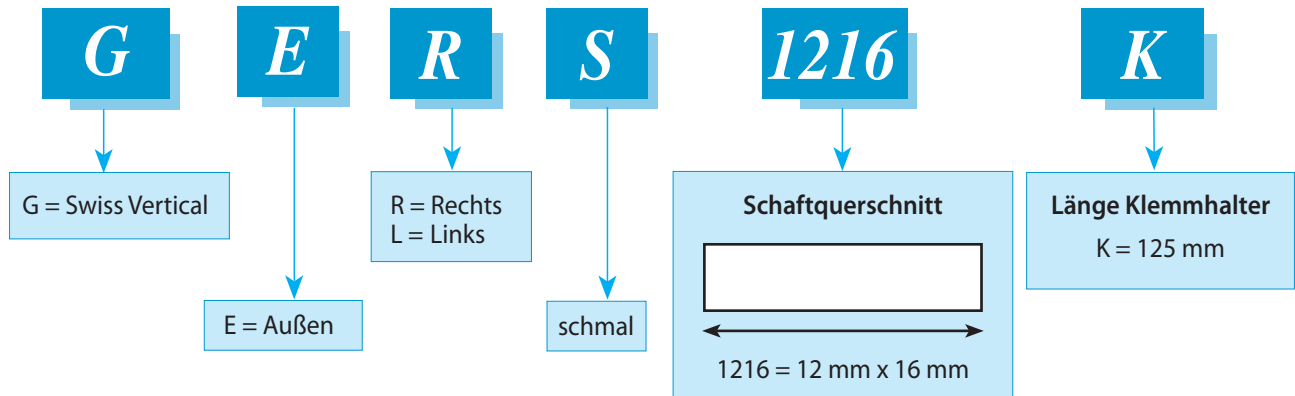 G E R S 1216 K
G = Swiss Vertical
E = Außen
R = Rechts
L = Links
schmal
Schaftquerschnitt
1216 = 12 mm x 16 mm
Länge Klemmhalter
K = 125 mm